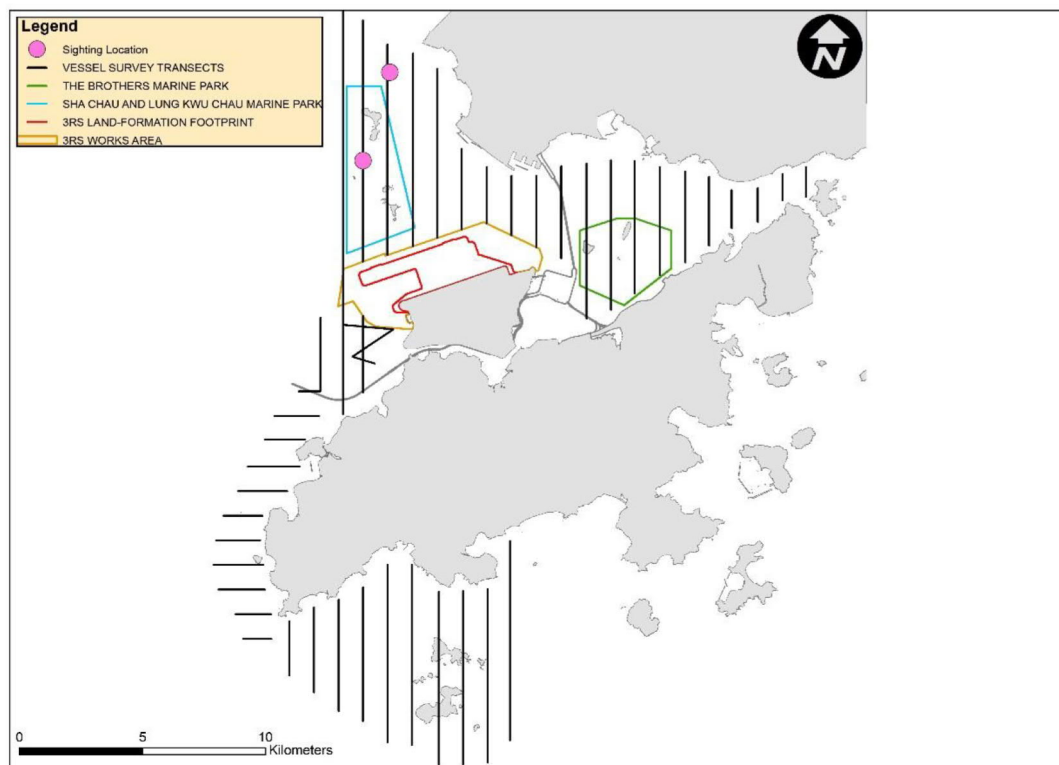 Legend
Sighting Location
VESSEL SURVEY TRANSECTS
THE BROTHERS MARINE PARK
SHA CHAU AND LUNG KWU CHAU MARINE PARK
3RS LAND-FORMATION FOOTPRINT
3RS WORKS AREA
N
0 5 10
Kilometers